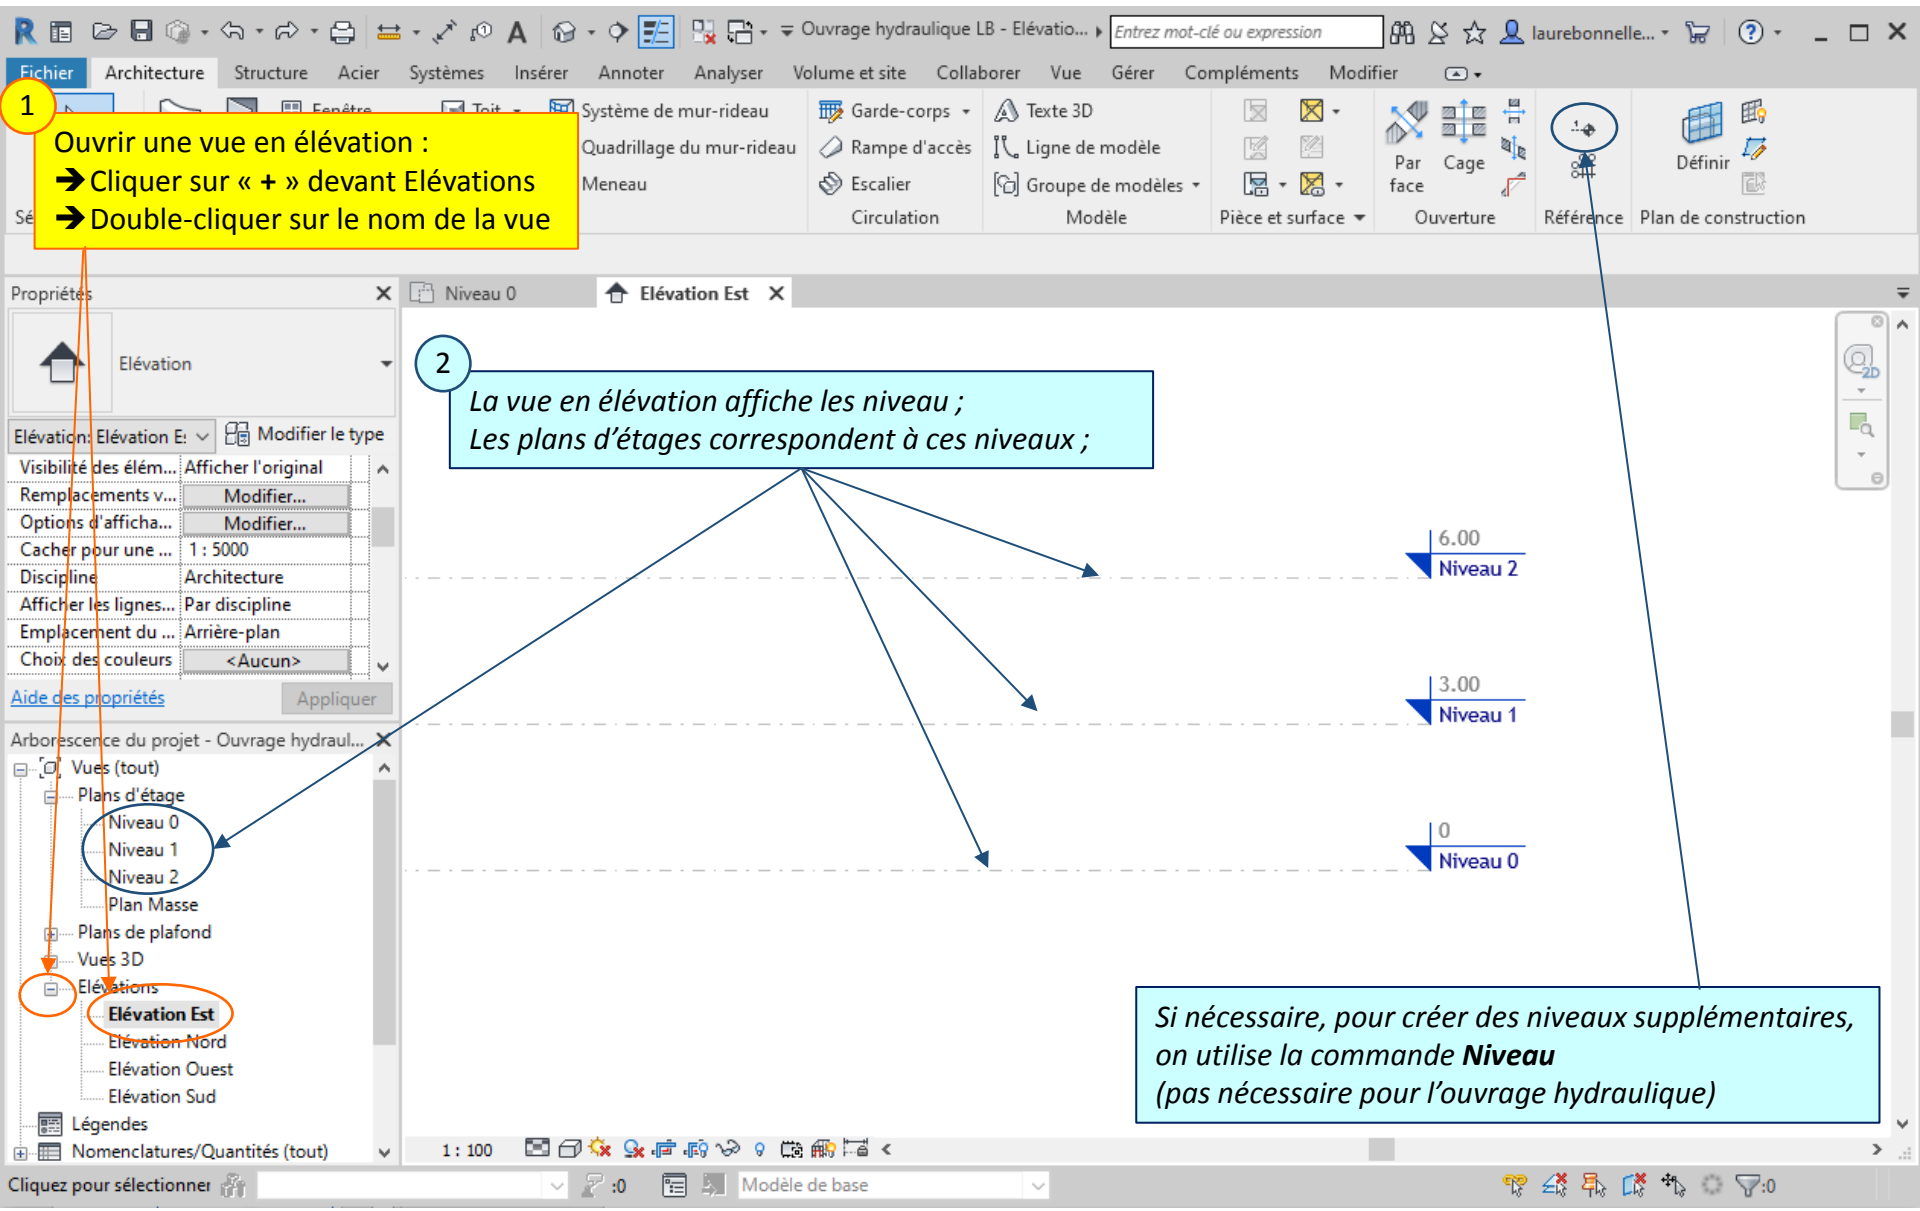 Ouvrage hydraulique LB - Elévatio...
Entrez mot-clé ou expression
laurebonnelle...
Fichier Architecture Structure Acier Systèmes Insérer Annoter Analyser Volume et site Collaborer Vue Gérer Compléments Modifier
1
Ouvrir une vue en élévation :
➔Cliquer sur « + » devant Elévations
➔Double-cliquer sur le nom de la vue
Fenêtre Toit Système de mur-rideau Garde-corps Texte 3D
Quadrillage du mur-rideau Rampe d'accès Ligne de modèle
Par Cage Définir
Meneau Escalier Groupe de modèles face
Sé Circulation Modèle Pièce et surface Ouverture Référence Plan de construction
Propriétés
Niveau 0 Elévation Est
2D
Elévation
2
La vue en élévation affiche les niveau ;
Les plans d'étages correspondent à ces niveaux ;
Elévation: Elévation E: Modifier le type
Visibilité des élém... Afficher l'original
Remplacements v... Modifier...
Options d'afficha... Modifier...
Cacher pour une ... 1 : 5000
Discipline Architecture
Afficher les lignes... Par discipline
Emplacement du ... Arrière-plan
Choix des couleurs <Aucun>
Aide des propriétés Appliquer
6.00
Niveau 2
3.00
Niveau 1
0
Niveau 0
Arborescence du projet - Ouvrage hydraul...
Vues (tout)
Plans d'étage
Niveau 0
Niveau 1
Niveau 2
Plan Masse
Plans de plafond
Vues 3D
Elévations
Elévation Est
Elévation Nord
Elévation Ouest
Elévation Sud
Légendes
Nomenclatures/Quantités (tout)
Si nécessaire, pour créer des niveaux supplémentaires,
on utilise la commande Niveau
(pas nécessaire pour l'ouvrage hydraulique)
1 : 100
Cliquez pour sélectionner :0 Modèle de base :0